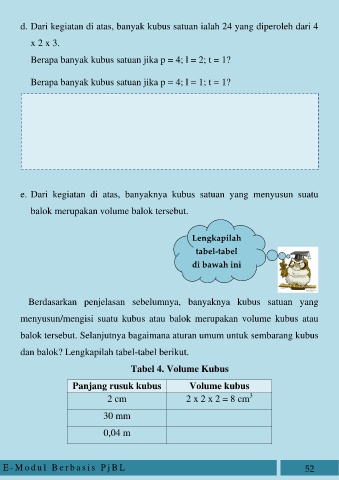 d. Dari kegiatan di atas, banyak kubus satuan ialah 24 yang diperoleh dari 4
x 2 x 3.
Berapa banyak kubus satuan jika p = 4; l = 2; t = 1?
Berapa banyak kubus satuan jika p = 4; l = 1; t = 1?
e. Dari kegiatan di atas, banyaknya kubus satuan yang menyusun suatu
balok merupakan volume balok tersebut.
Lengkapilah
tabel-tabel
di bawah ini
Berdasarkan penjelasan sebelumnya, banyaknya kubus satuan yang
menyusun/mengisi suatu kubus atau balok merupakan volume kubus atau
balok tersebut. Selanjutnya bagaimana aturan umum untuk sembarang kubus
dan balok? Lengkapilah tabel-tabel berikut.
Tabel 4. Volume Kubus
Panjang rusuk kubus Volume kubus
2 cm 2 x 2 x 2 = 8 cm³
30 mm
0,04 m
E-Modul Berbasis PjBL 52